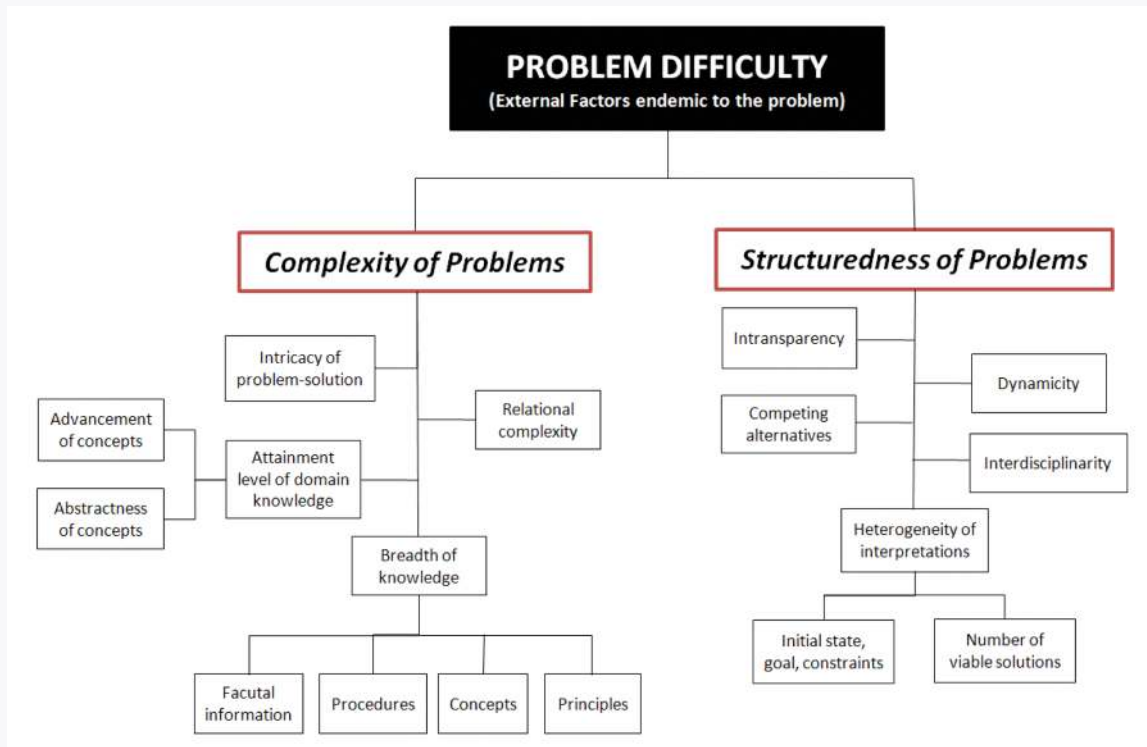 PROBLEM DIFFICULTY
(External Factors endemic to the problem)
Complexity of Problems
Structuredness of Problems
Intricacy of
problem-solution
Relational
complexity
Advancement
of concepts
Abstractness
of concepts
Attainment
level of domain
knowledge
Breadth of
knowledge
Facutal
information
Procedures
Concepts
Principles
Intransparency
Dynamicity
Competing
alternatives
Interdisciplinarity
Heterogeneity of
interpretations
Initial state,
goal, constraints
Number of
viable solutions